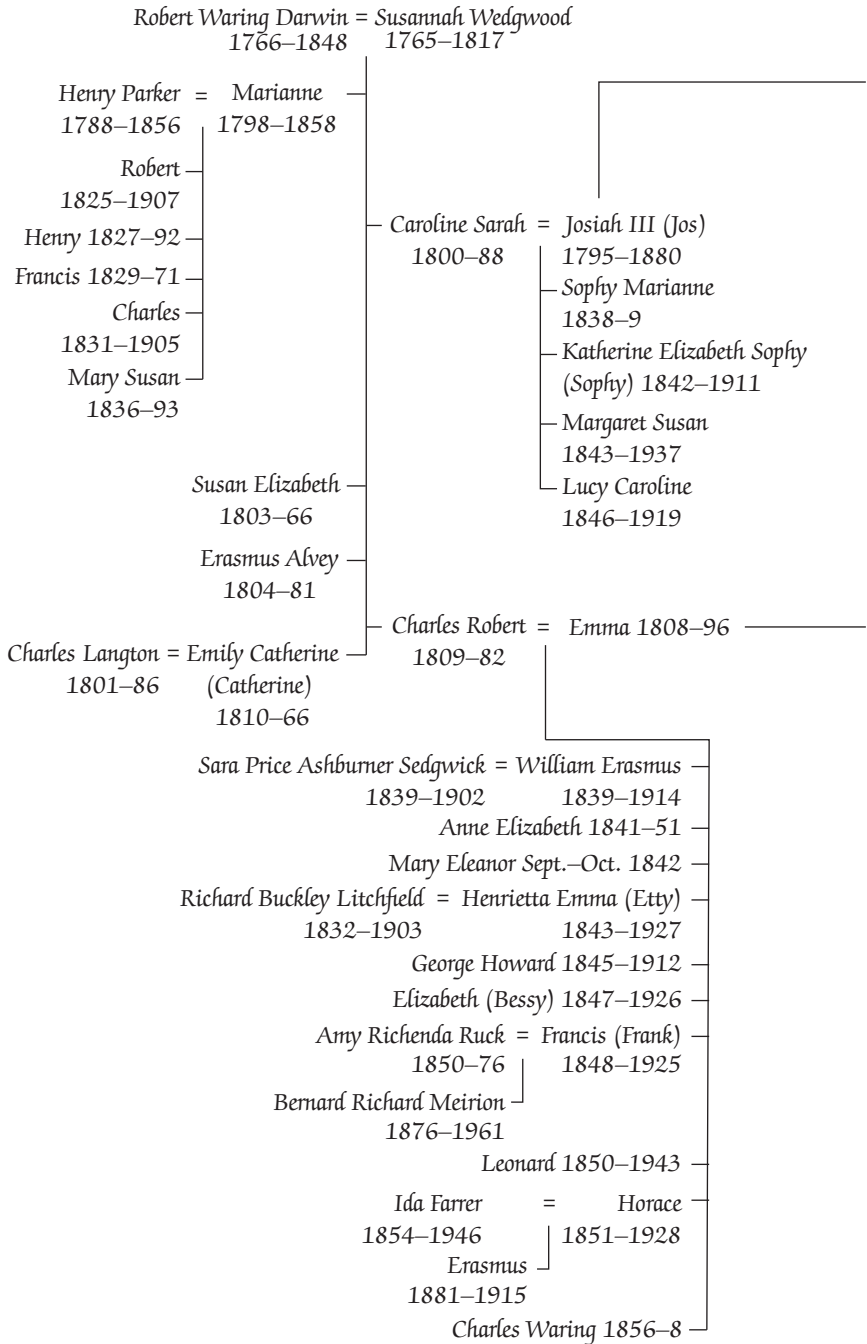 Robert Waring Darwin = Susannah Wedgwood
1766–1848 1765–1817
Henry Parker = Marianne
1788–1856 1798–1858
Robert
1825–1907
Henry 1827–92
Francis 1829–71
Charles
1831–1905
Mary Susan
1836–93
Caroline Sarah = Josiah III (Jos)
1800–88 1795–1880
Sophy Marianne
1838–9
Katherine Elizabeth Sophy
(Sophy) 1842–1911
Margaret Susan
1843–1937
Lucy Caroline
1846–1919
Susan Elizabeth
1803–66
Erasmus Alvey
1804–81
Charles Robert = Emma 1808–96
1809–82
Charles Langton = Emily Catherine
1801–86 (Catherine)
1810–66
Sara Price Ashburner Sedgwick = William Erasmus
1839–1902 1839–1914
Anne Elizabeth 1841–51
Mary Eleanor Sept.–Oct. 1842
Richard Buckley Litchfield = Henrietta Emma (Etty)
1832–1903 1843–1927
George Howard 1845–1912
Elizabeth (Bessy) 1847–1926
Amy Richenda Ruck = Francis (Frank)
1850–76 1848–1925
Bernard Richard Meirion
1876–1961
Leonard 1850–1943
Ida Farrer = Horace
1854–1946 1851–1928
Erasmus
1881–1915
Charles Waring 1856–8